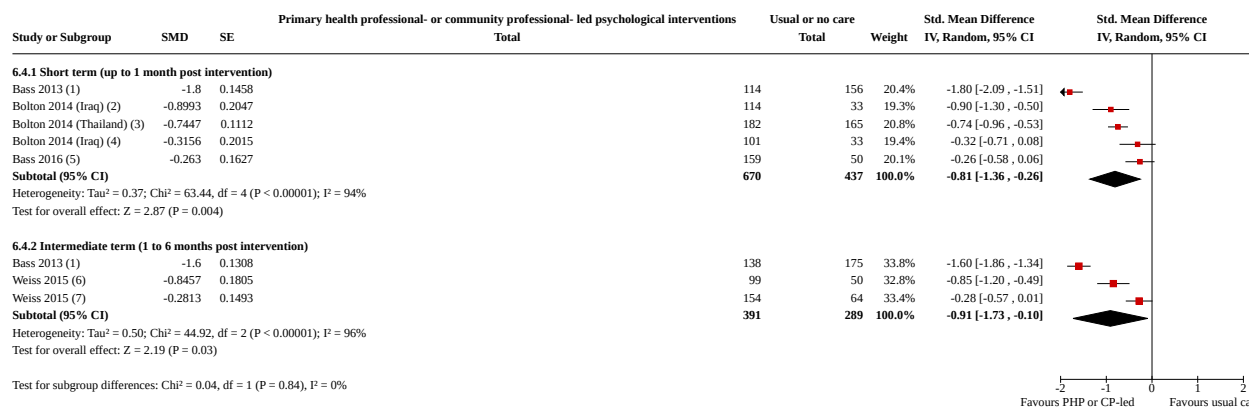 Primary health professional- or community professional- led psychological interventions Usual or no care Std. Mean Difference Std. Mean Difference
Study or Subgroup SMD SE Total Total Weight IV, Random, 95% CI IV, Random, 95% CI
6.4.1 Short term (up to 1 month post intervention)
Bass 2013 (1) -1.8 0.1458 114 156 20.4% -1.80 [-2.09 , -1.51]
Bolton 2014 (Iraq) (2) -0.8993 0.2047 114 33 19.3% -0.90 [-1.30 , -0.50]
Bolton 2014 (Thailand) (3) -0.7447 0.1112 182 165 20.8% -0.74 [-0.96 , -0.53]
Bolton 2014 (Iraq) (4) -0.3156 0.2015 101 33 19.4% -0.32 [-0.71 , 0.08]
Bass 2016 (5) -0.263 0.1627 159 50 20.1% -0.26 [-0.58 , 0.06]
Subtotal (95% CI) 670 437 100.0% -0.81 [-1.36 , -0.26]
Heterogeneity: Tau² = 0.37; Chi² = 63.44, df = 4 (P < 0.00001); I² = 94%
Test for overall effect: Z = 2.87 (P = 0.004)
6.4.2 Intermediate term (1 to 6 months post intervention)
Bass 2013 (1) -1.6 0.1308 138 175 33.8% -1.60 [-1.86 , -1.34]
Weiss 2015 (6) -0.8457 0.1805 99 50 32.8% -0.85 [-1.20 , -0.49]
Weiss 2015 (7) -0.2813 0.1493 154 64 33.4% -0.28 [-0.57 , 0.01]
Subtotal (95% CI) 391 289 100.0% -0.91 [-1.73 , -0.10]
Heterogeneity: Tau² = 0.50; Chi² = 44.92, df = 2 (P < 0.00001); I² = 96%
Test for overall effect: Z = 2.19 (P = 0.03)
Test for subgroup differences: Chi² = 0.04, df = 1 (P = 0.84), I² = 0%
-2 -1 0 1 2
Favours PHP or CP-led Favours usual ca